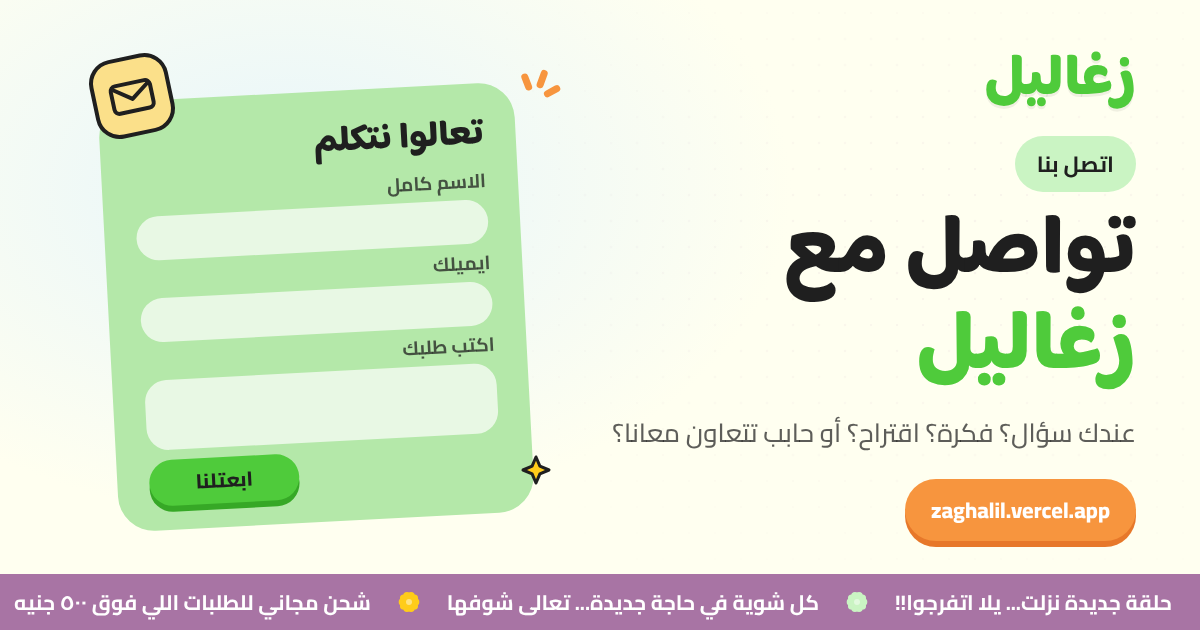 زغاليل
اتصل بنا
تواصل مع
زغاليل
عندك سؤال؟ فكرة؟ اقتراح؟ أو حابب تتعاون معانا؟
zaghalil.vercel.app
تعالوا نتكلم
الاسم كامل
ايميلك
اكتب طلبك
ابعتلنا
حلقة جديدة نزلت... يلا اتفرجوا!! كل شوية في حاجة جديدة... تعالى شوفها شحن مجاني للطلبات اللي فوق ٥٠٠ جنيه